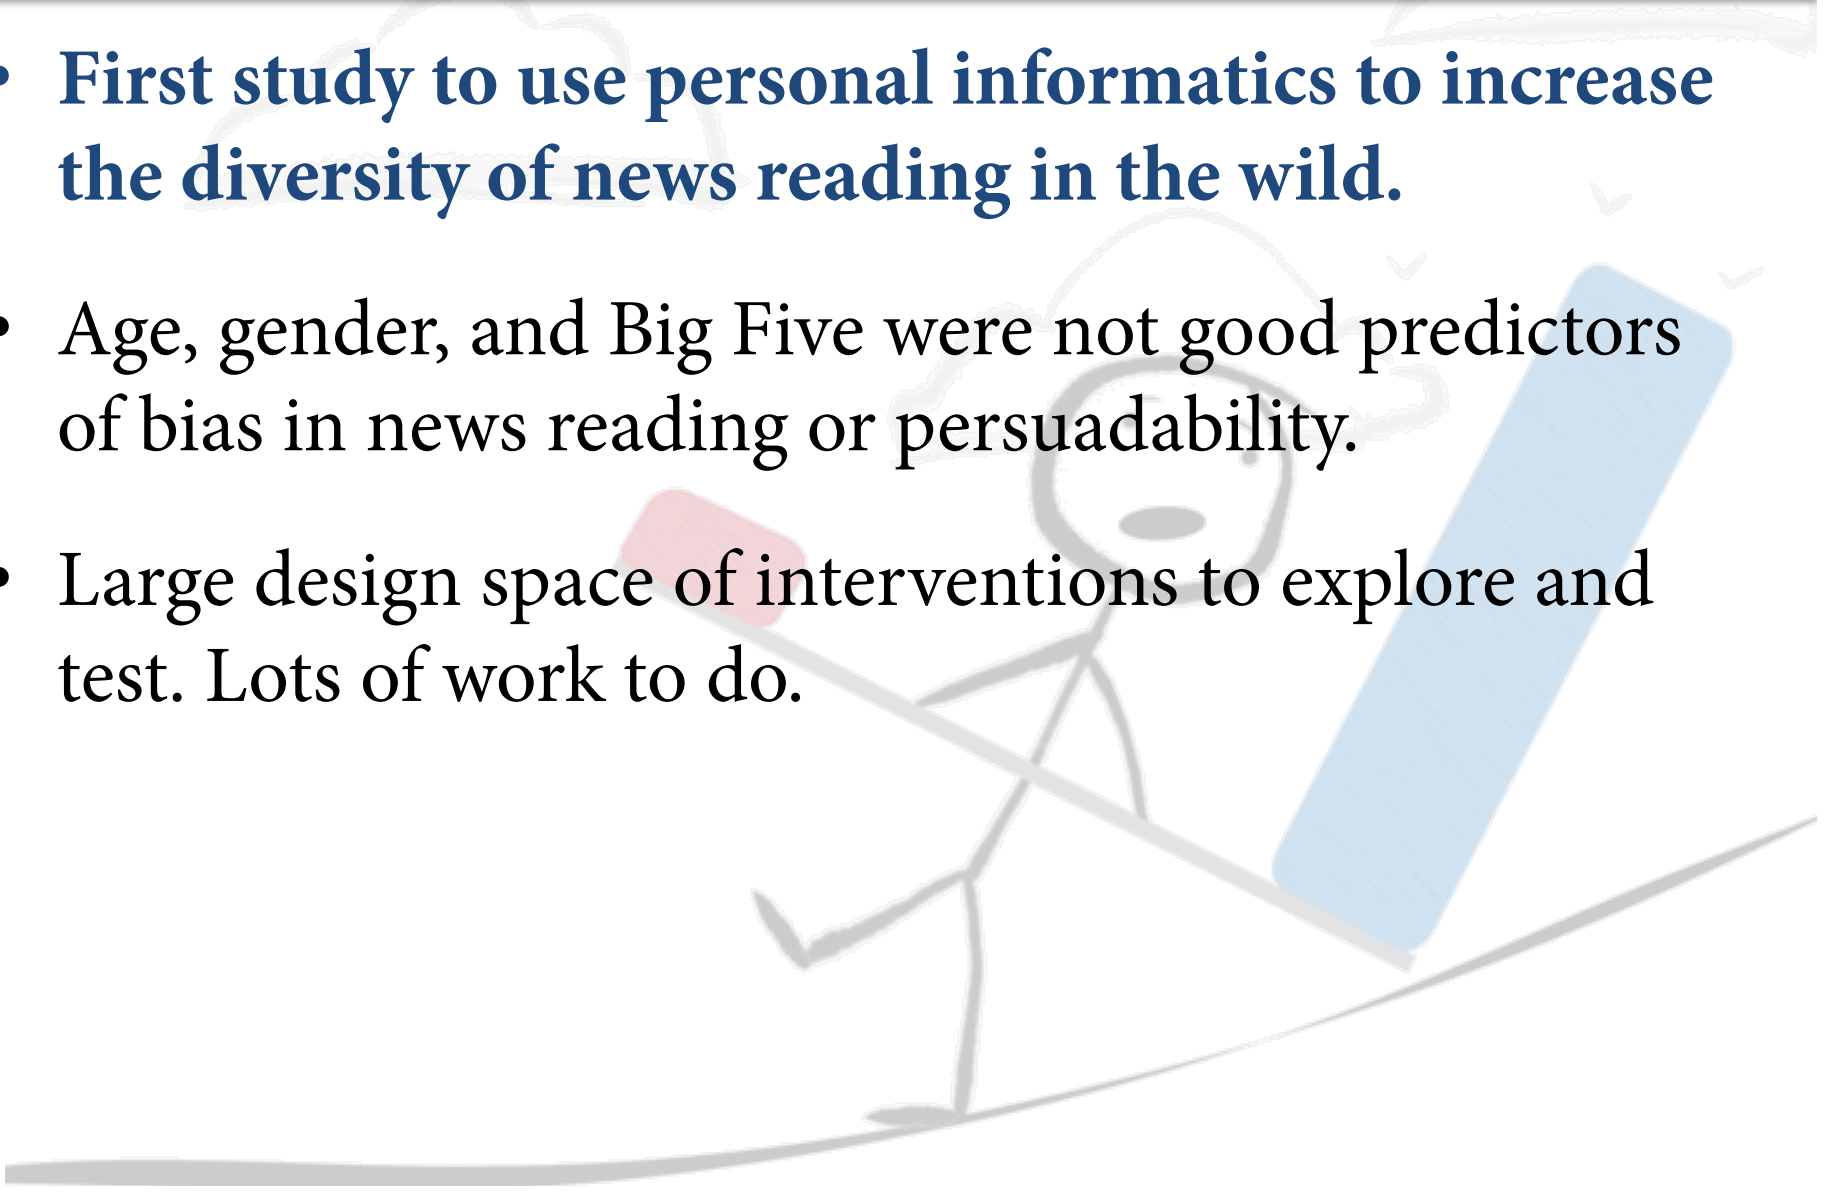 • First study to use personal informatics to increase
the diversity of news reading in the wild.
• Age, gender, and Big Five were not good predictors
of bias in news reading or persuadability.
• Large design space of interventions to explore and
test. Lots of work to do.